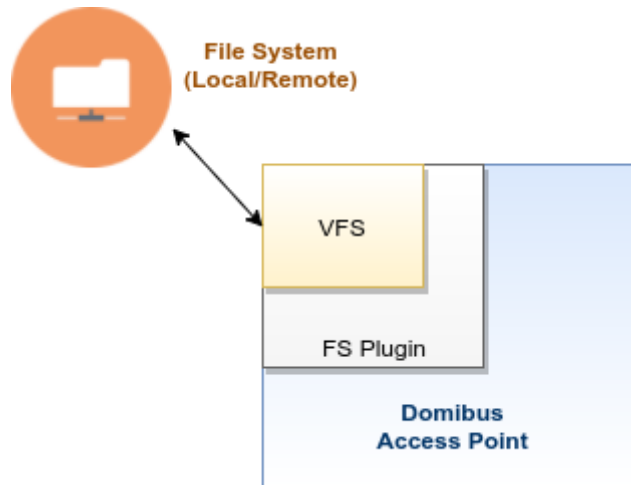 File System
(Local/Remote)
VFS
FS Plugin
Domibus
Access Point